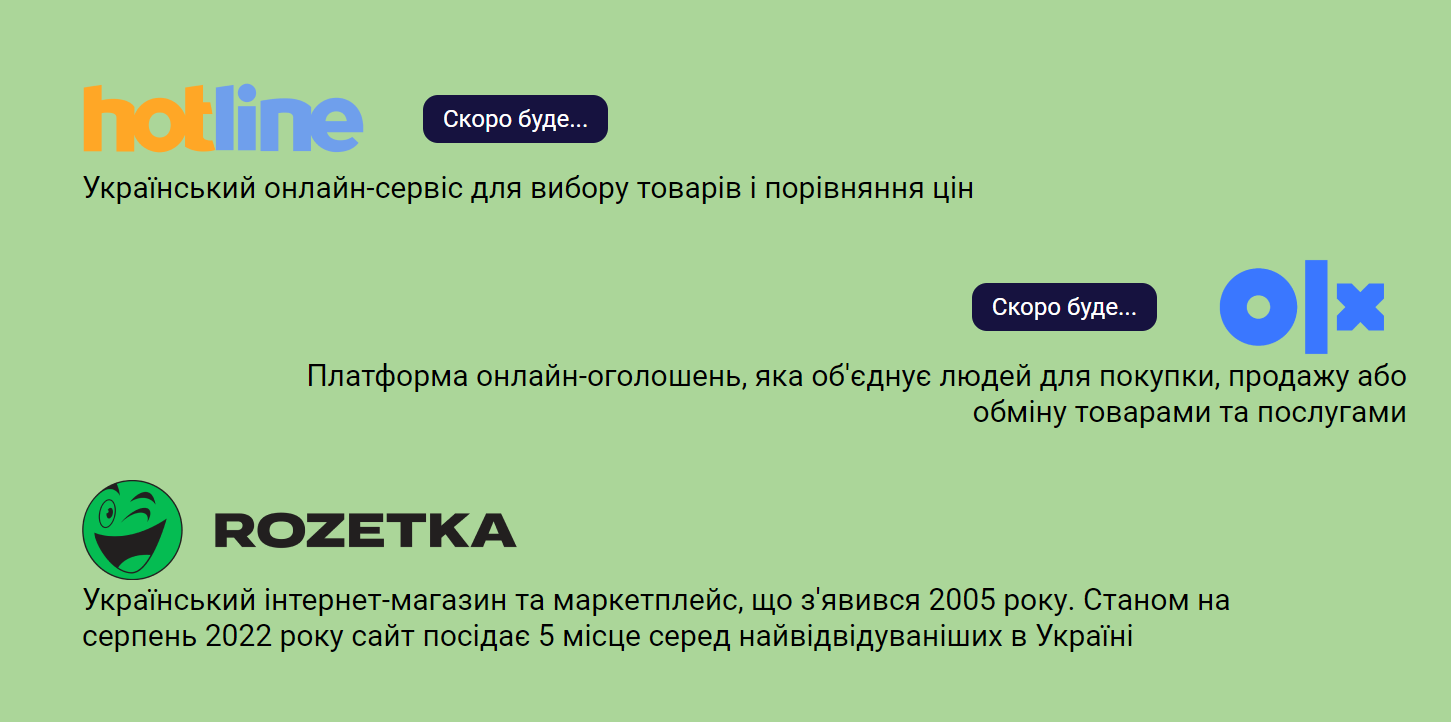 hotline
Скоро буде...
Український онлайн-сервіс для вибору товарів і порівняння цін
Скоро буде...
olx
Платформа онлайн-оголошень, яка об'єднує людей для покупки, продажу або
обміну товарами та послугами
ROZETKA
Український інтернет-магазин та маркетплейс, що з'явився 2005 року. Станом на
серпень 2022 року сайт посідає 5 місце серед найвідвідуваніших в Україні